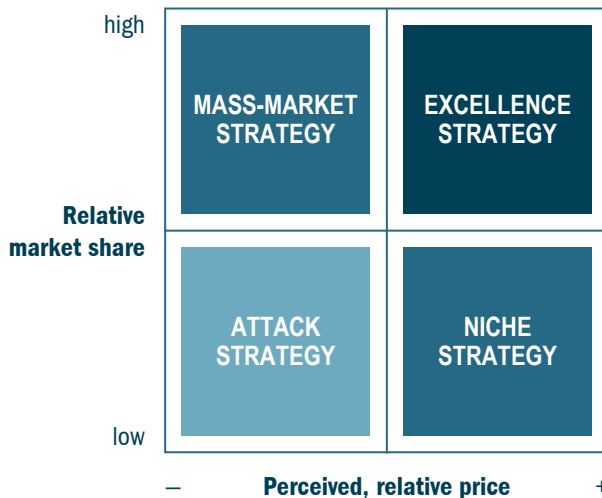 high
MASS-MARKET
STRATEGY
EXCELLENCE
STRATEGY
Relative
market share
ATTACK
STRATEGY
NICHE
STRATEGY
low
– Perceived, relative price +